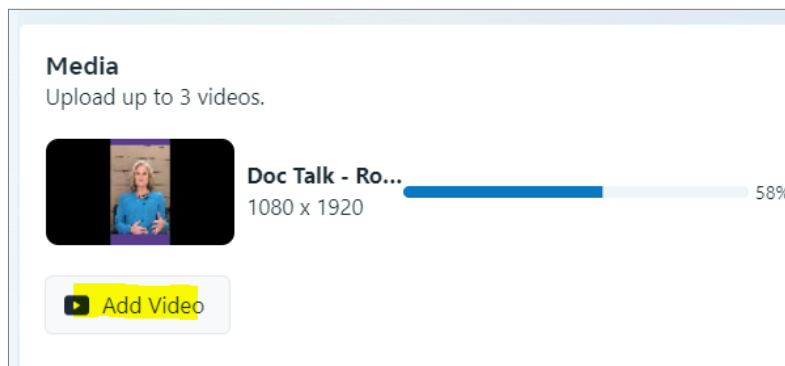 Media
Upload up to 3 videos.
Doc Talk - Ro...
1080 x 1920
58%
Add Video